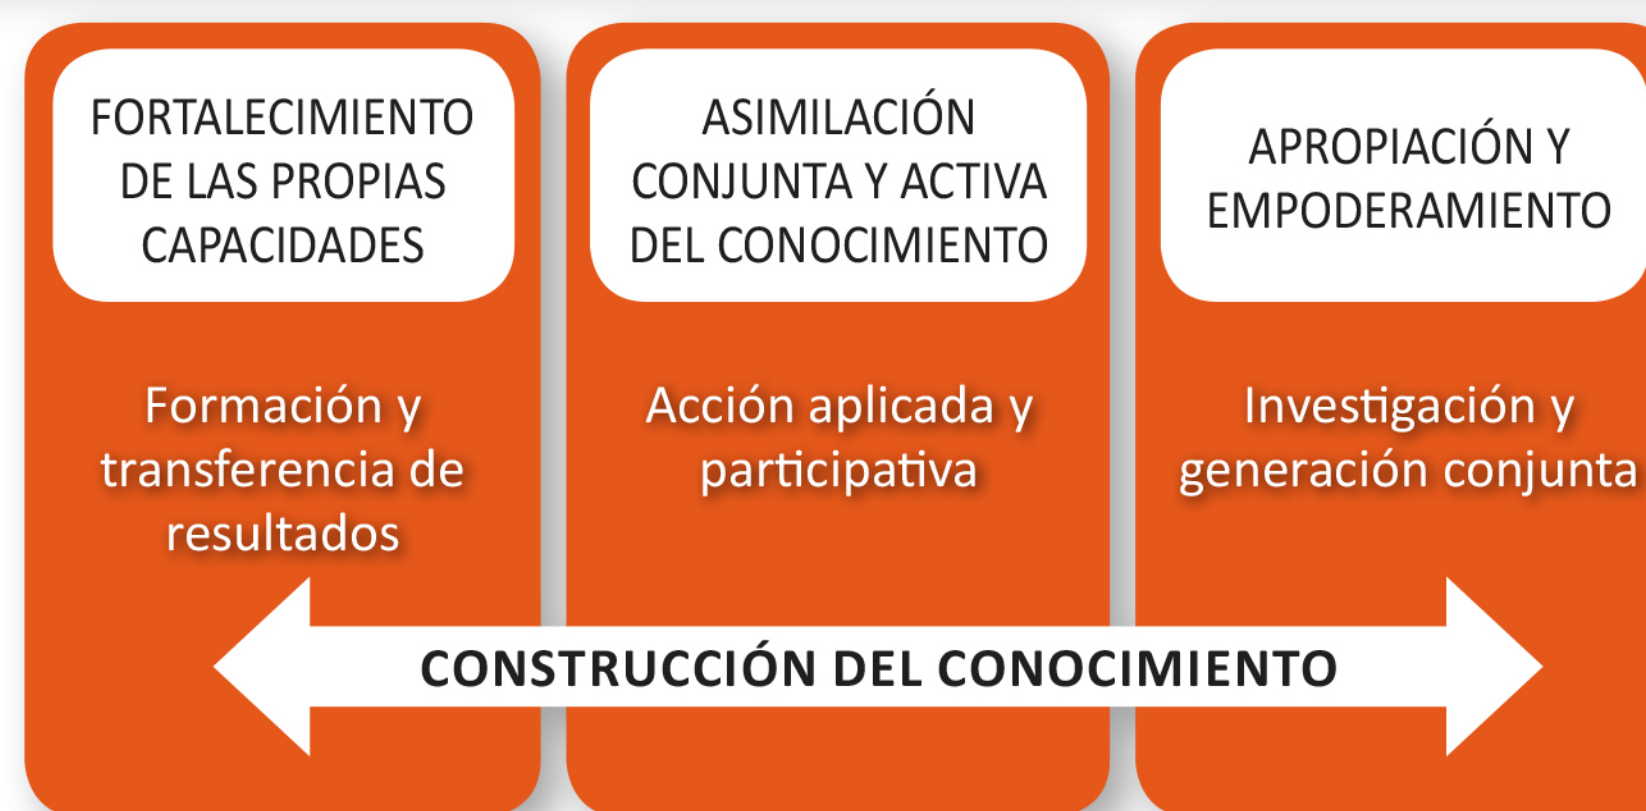 FORTALECIMIENTO
DE LAS PROPIAS
CAPACIDADES
Formación y
transferencia de
resultados
ASIMILACIÓN
CONJUNTA Y ACTIVA
DEL CONOCIMIENTO
Acción aplicada y
participativa
APROPIACIÓN Y
EMPODERAMIENTO
Investigación y
generación conjunta
CONSTRUCCIÓN DEL CONOCIMIENTO